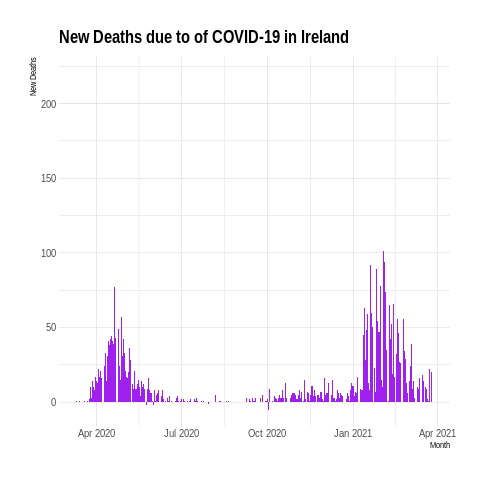 New Deaths due to of COVID-19 in Ireland
New Deaths
200
150
100
50
0
Apr 2020
Jul 2020
Oct 2020
Jan 2021
Apr 2021
Month